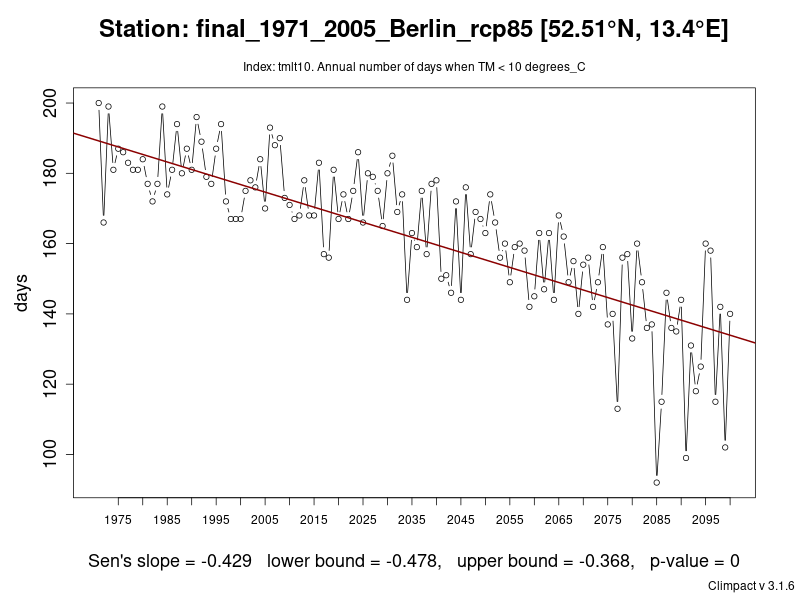 Station: final_1971_2005_Berlin_rcp85 [52.51°N, 13.4°E]
Index: tmlt10. Annual number of days when TM < 10 degrees_C
days
200
180
160
140
120
100
1975 1985 1995 2005 2015 2025 2035 2045 2055 2065 2075 2085 2095
Sen's slope = -0.429 lower bound = -0.478, upper bound = -0.368, p-value = 0
Climpact v 3.1.6